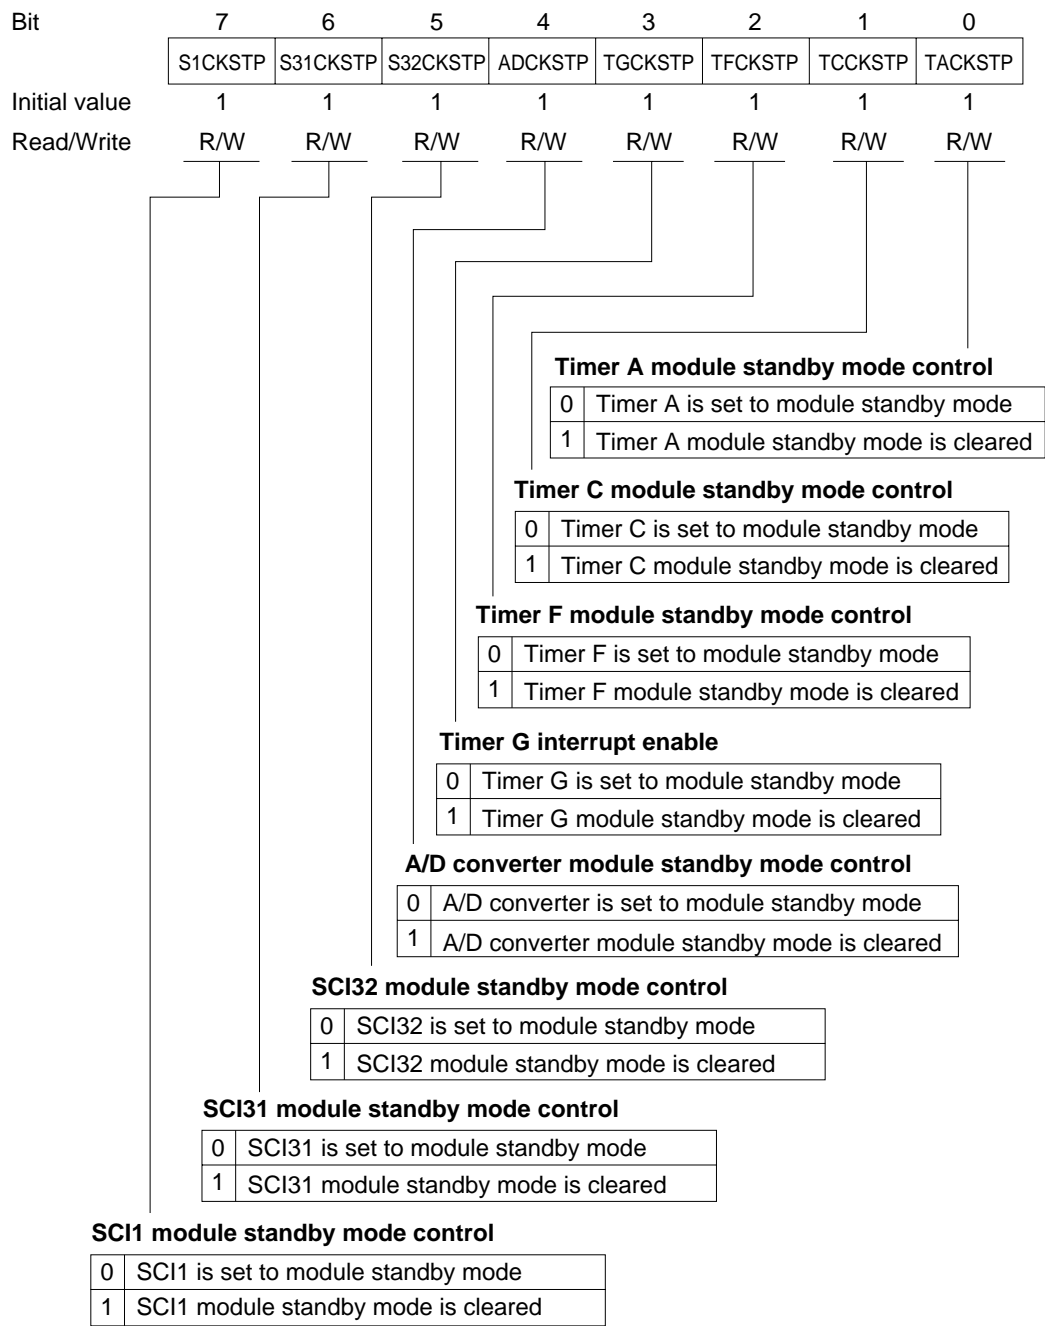 Bit 7 6 5 4 3 2 1 0
S1CKSTP S31CKSTP S32CKSTP ADCKSTP TGCKSTP TFCKSTP TCCKSTP TACKSTP
Initial value 1 1 1 1 1 1 1 1
Read/Write R/W R/W R/W R/W R/W R/W R/W R/W
Timer A module standby mode control
0 Timer A is set to module standby mode
1 Timer A module standby mode is cleared
Timer C module standby mode control
0 Timer C is set to module standby mode
1 Timer C module standby mode is cleared
Timer F module standby mode control
0 Timer F is set to module standby mode
1 Timer F module standby mode is cleared
Timer G interrupt enable
0 Timer G is set to module standby mode
1 Timer G module standby mode is cleared
A/D converter module standby mode control
0 A/D converter is set to module standby mode
1 A/D converter module standby mode is cleared
SCI32 module standby mode control
0 SCI32 is set to module standby mode
1 SCI32 module standby mode is cleared
SCI31 module standby mode control
0 SCI31 is set to module standby mode
1 SCI31 module standby mode is cleared
SCI1 module standby mode control
0 SCI1 is set to module standby mode
1 SCI1 module standby mode is cleared